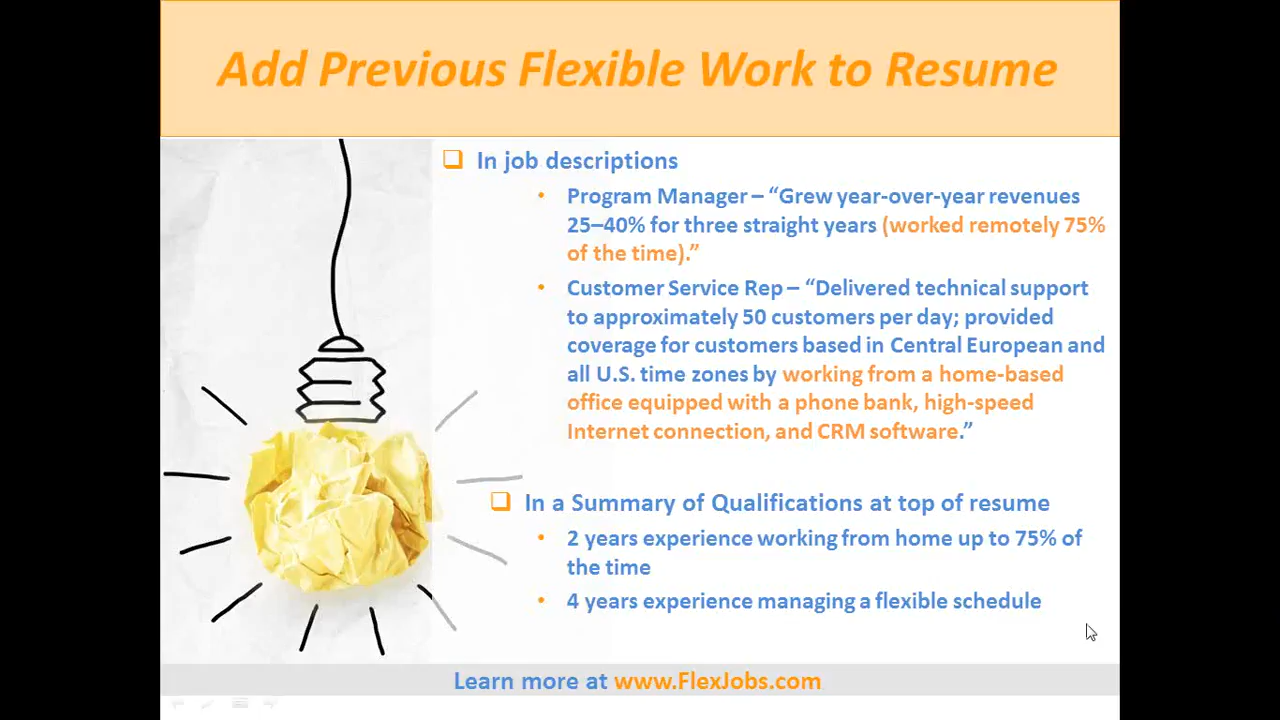 Add Previous Flexible Work to Resume
In job descriptions
• Program Manager – “Grew year-over-year revenues
25–40% for three straight years (worked remotely 75%
of the time).”
• Customer Service Rep – “Delivered technical support
to approximately 50 customers per day; provided
coverage for customers based in Central European and
all U.S. time zones by working from a home-based
office equipped with a phone bank, high-speed
Internet connection, and CRM software.”
In a Summary of Qualifications at top of resume
• 2 years experience working from home up to 75% of
the time
• 4 years experience managing a flexible schedule
Learn more at www.FlexJobs.com